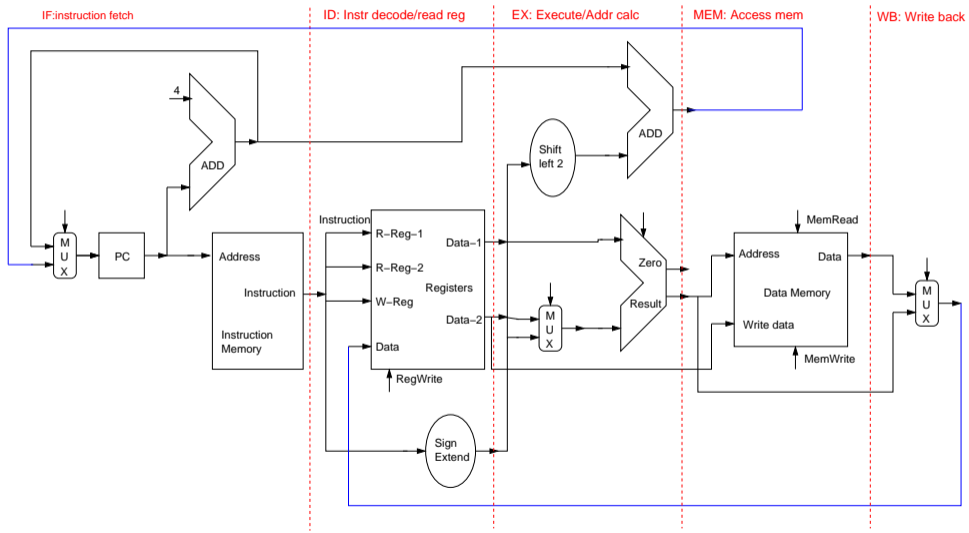 IF:instruction fetch
ID: Instr decode/read reg
EX: Execute/Addr calc
MEM: Access mem
WB: Write back
4
ADD
ADD
Shift
left 2
M
U
X
PC
Address
Instruction
Instruction
Memory
Instruction
R-Reg-1
R-Reg-2
W-Reg
Data
Registers
Data-1
Data-2
RegWrite
Sign
Extend
M
U
X
Zero
Result
MemRead
Address
Data
Data Memory
Write data
MemWrite
M
U
X